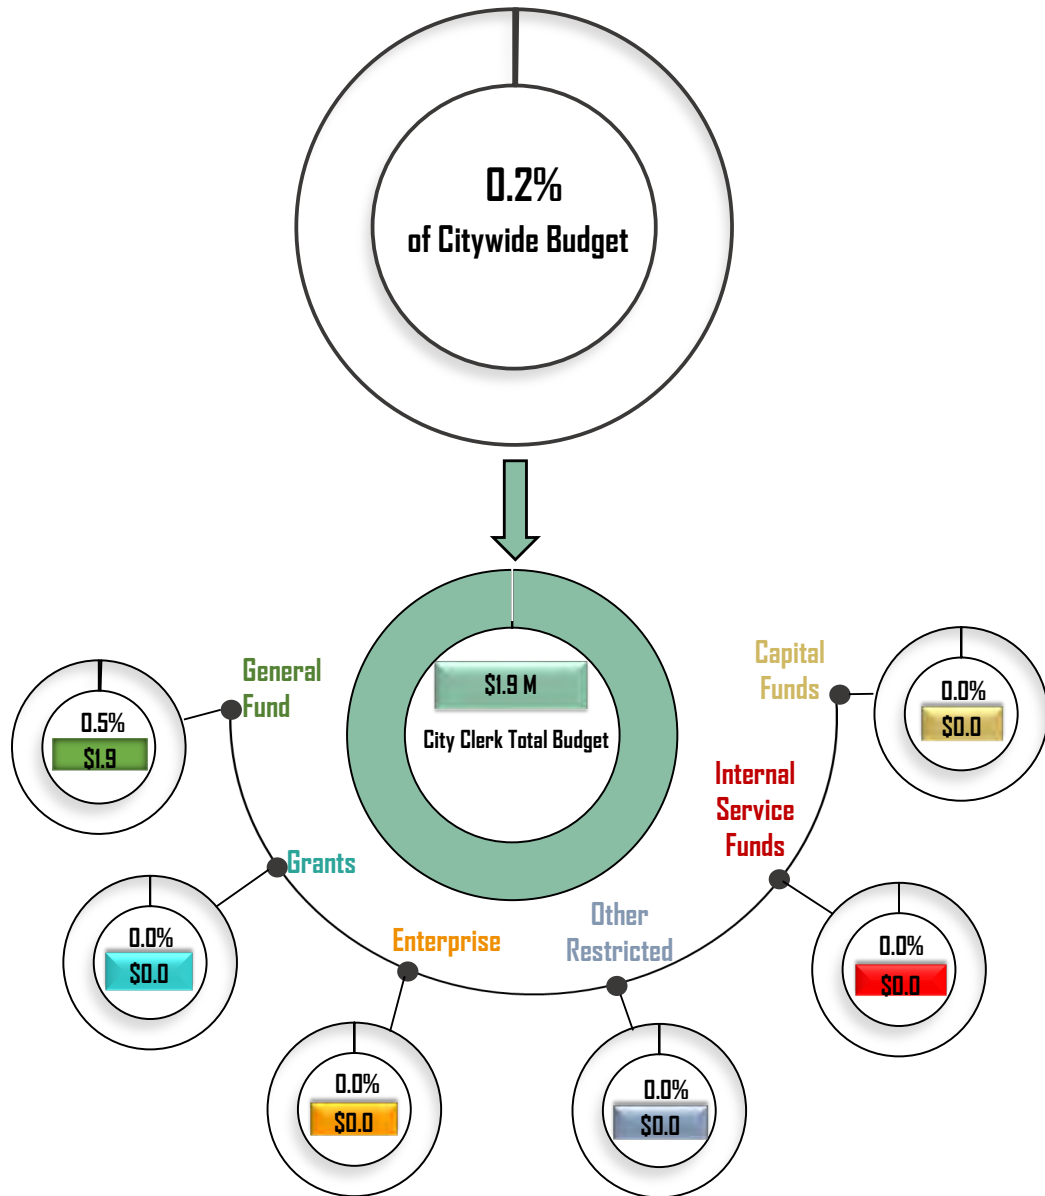 0.2%
of Citywide Budget
$1.9 M
City Clerk Total Budget
General
Fund
0.5%
$1.9
Grants
0.0%
$0.0
Enterprise
0.0%
$0.0
Other
Restricted
0.0%
$0.0
Internal
Service
Funds
0.0%
$0.0
Capital
Funds
0.0%
$0.0